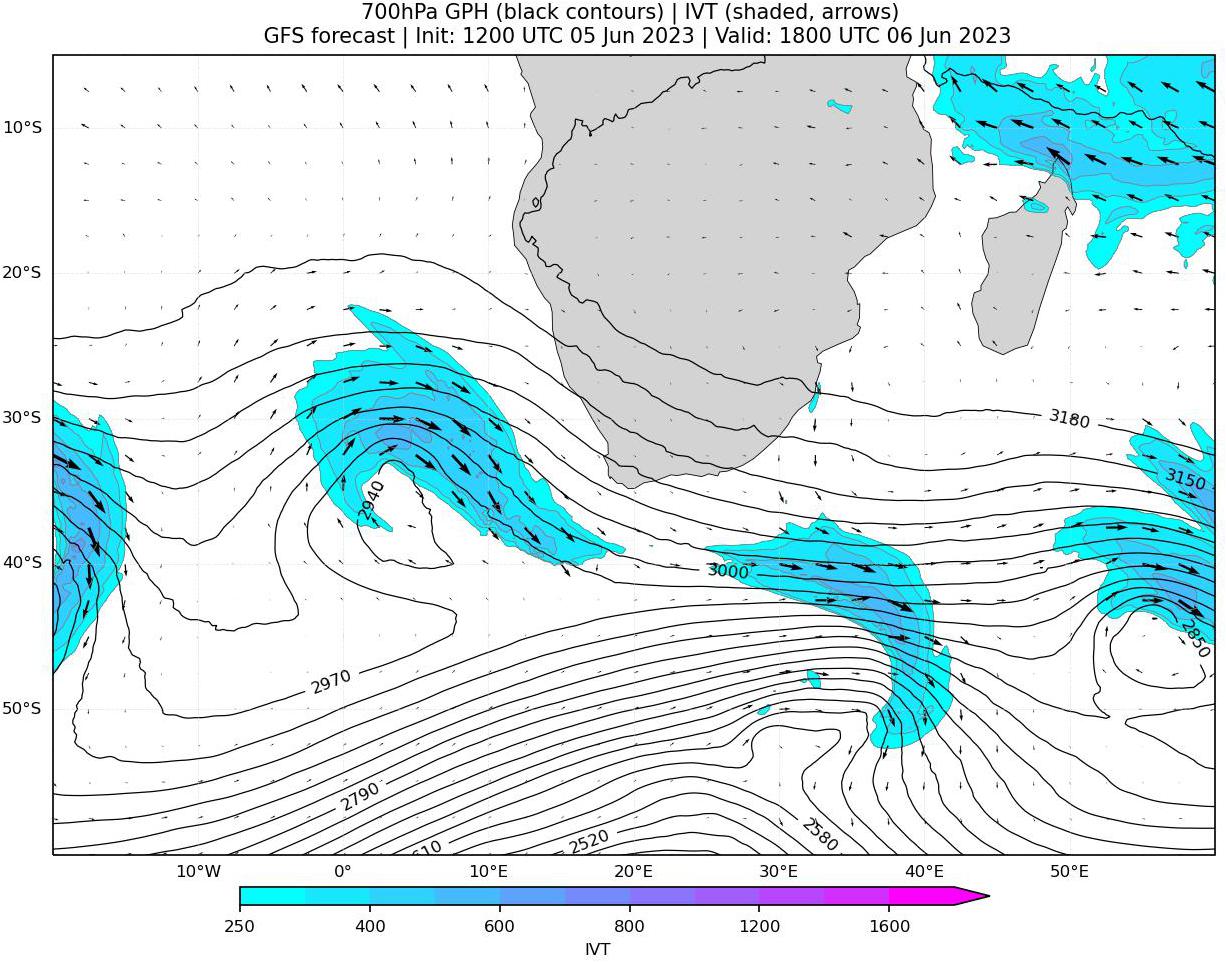 700hPa GPH (black contours) | IVT (shaded, arrows)
GFS forecast | Init: 1200 UTC 05 Jun 2023 | Valid: 1800 UTC 06 Jun 2023
10°S
20°S
30°S
3180
3150
2940
40°S
3000
2850
2970
50°S
2790
2580
2520
610
10°W 0° 10°E 20°E 30°E 40°E 50°E
250 400 600 800 1200 1600
IVT